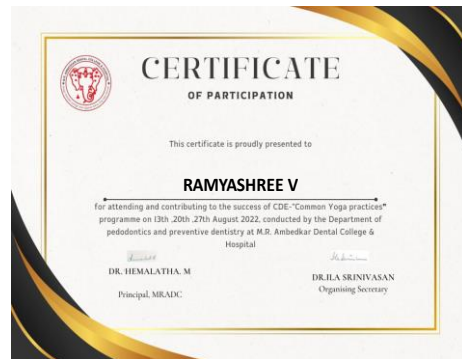 CERTIFICATE
OF PARTICIPATION
This certificate is proudly presented to
RAMYASHREE V
for attending and contributing to the success of CDE-"Common Yoga practices"
programme on 13th ,20th ,27th August 2022, conducted by the Department of
pedodontics and preventive dentistry at M.R. Ambedkar Dental College &
Hospital
DR. HEMALATHA. M
Principal, MRADC
DR.ILA SRINIVASAN
Organising Secretary